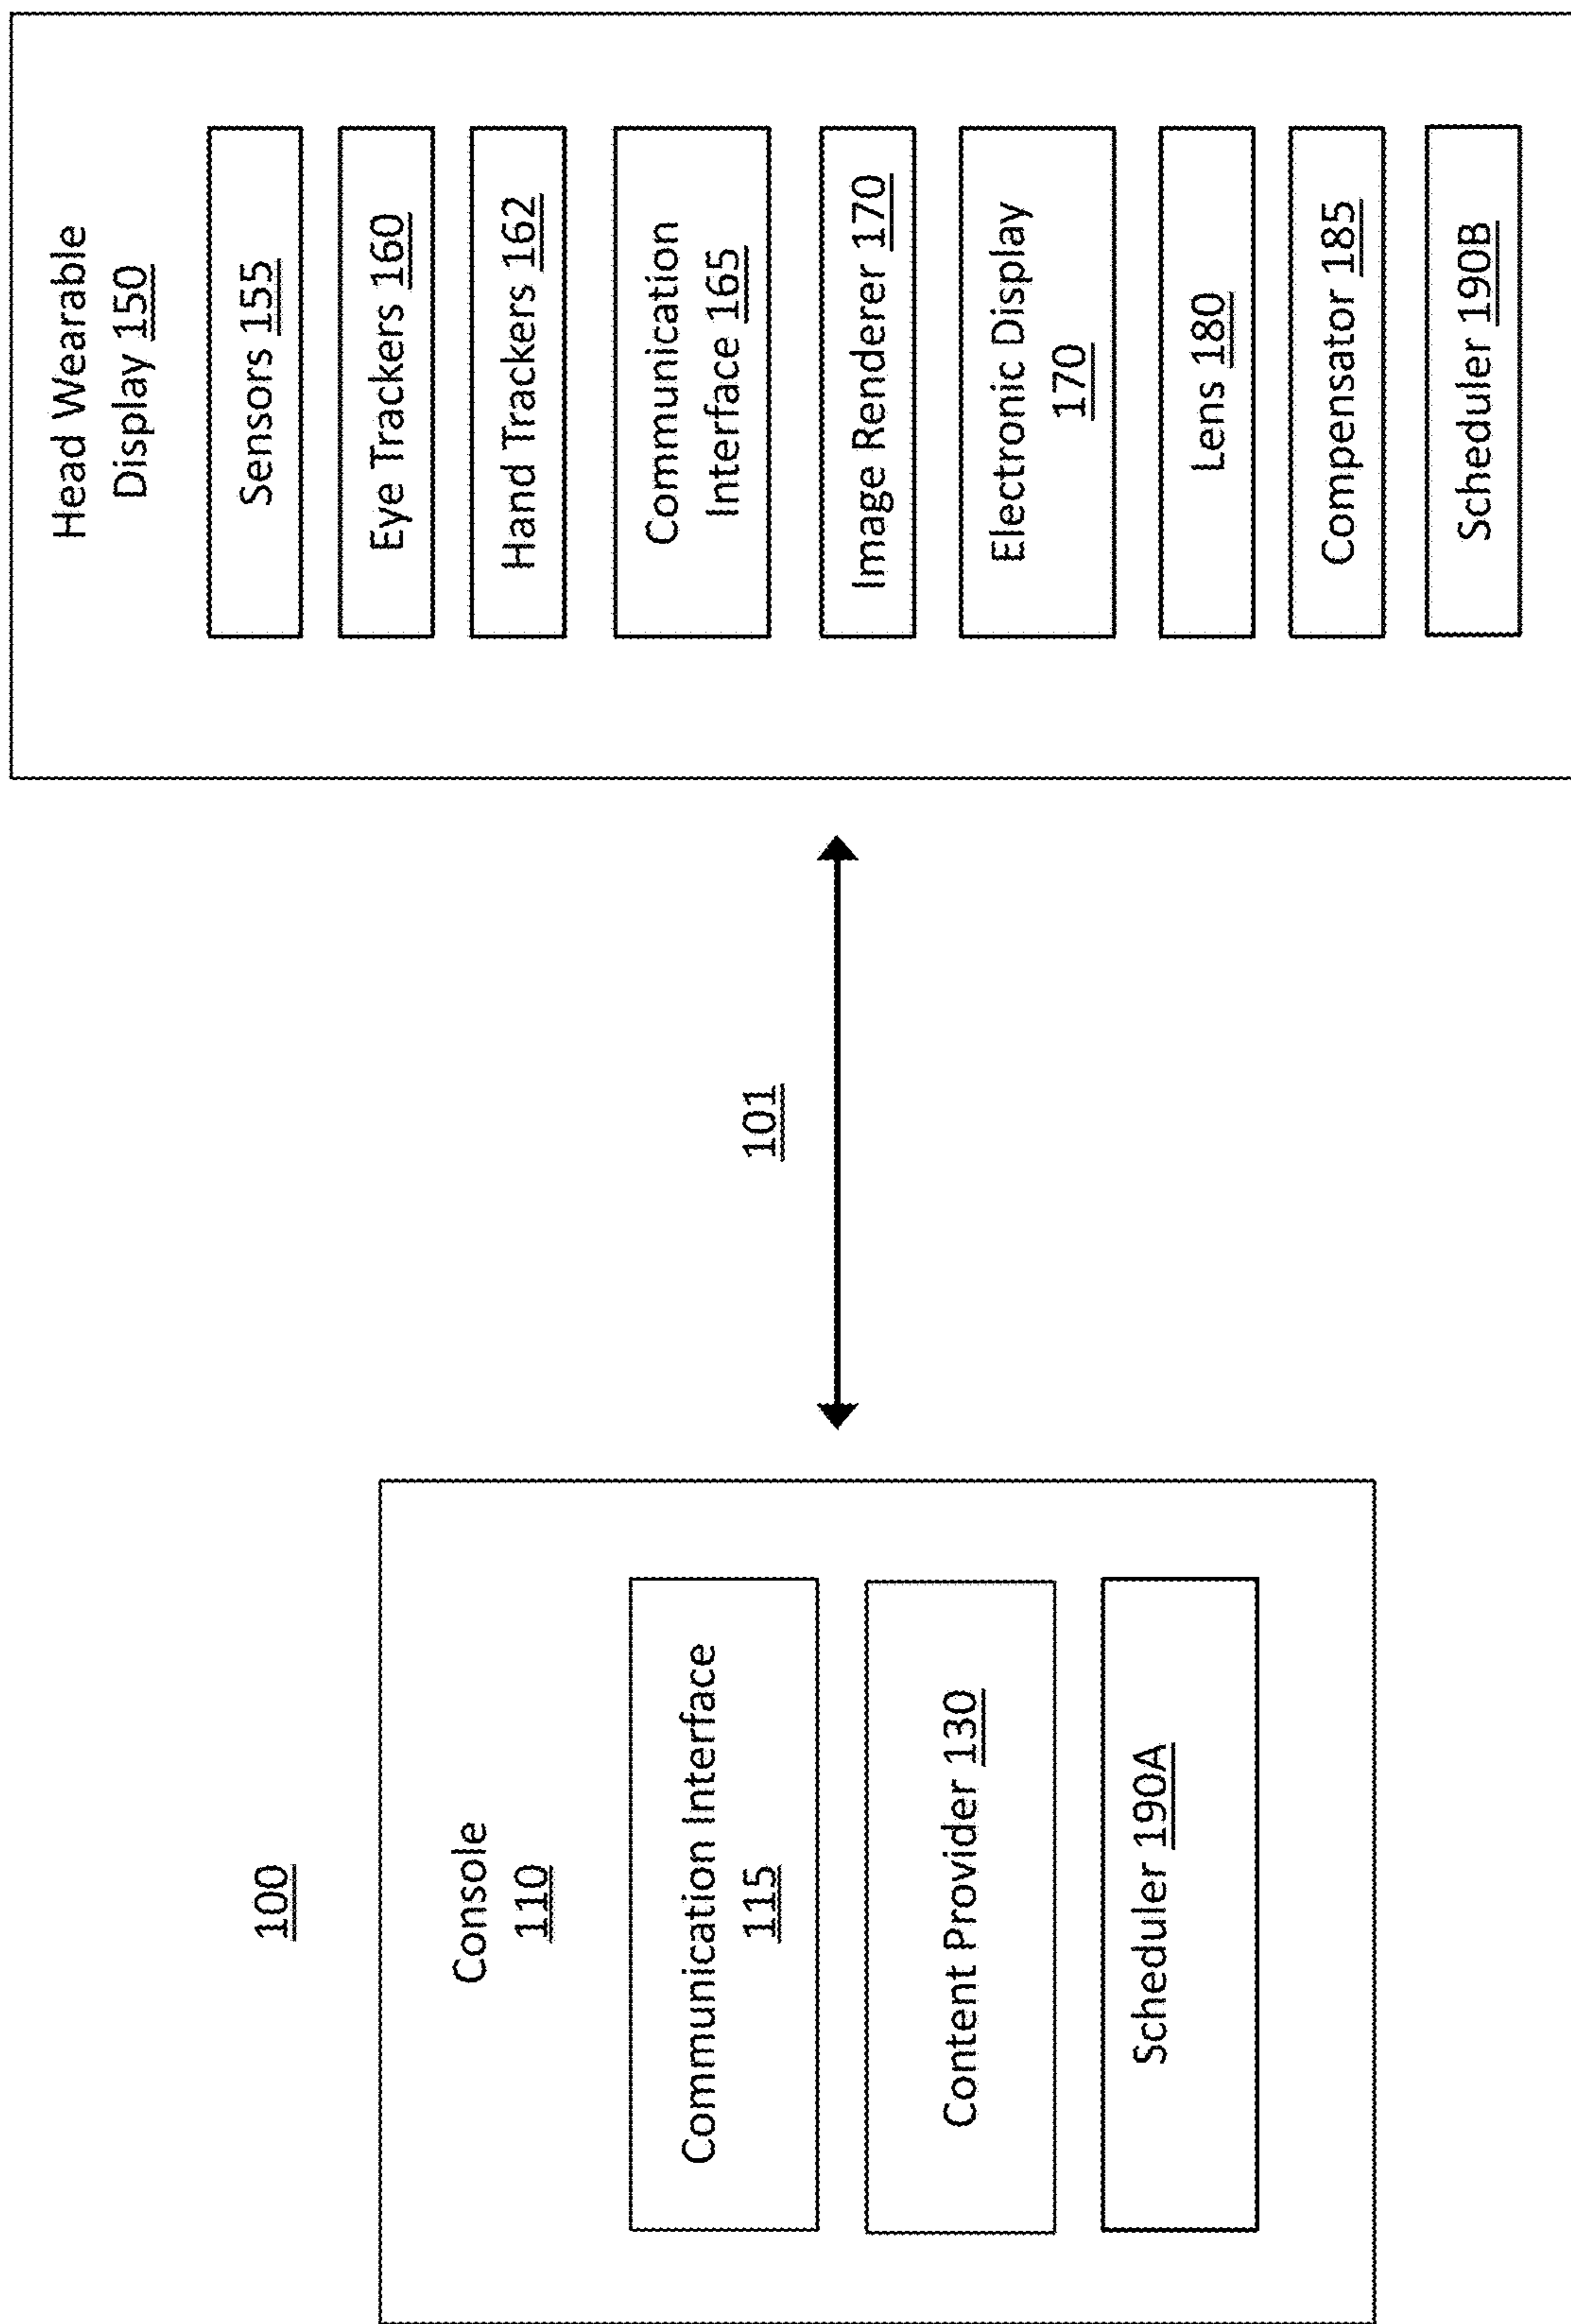 100
Console
110
Communication Interface
115
Content Provider 130
Scheduler 190A
101
Head Wearable
Display 150
Sensors 155
Eye Trackers 160
Hand Trackers 162
Communication
Interface 165
Image Renderer 170
Electronic Display
170
Lens 180
Compensator 185
Scheduler 190B